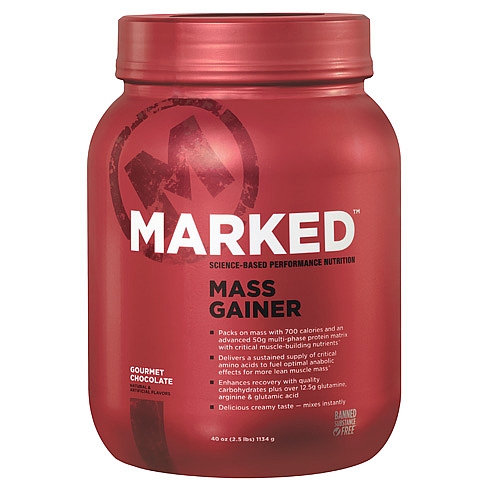 M
MARKED™
SCIENCE-BASED PERFORMANCE NUTRITION
MASS
GAINER
▪ Packs on mass with 700 calories and an
advanced 50g multi-phase protein matrix
with critical muscle-building nutrients*
▪ Delivers a sustained supply of critical
amino acids to fuel optimal anabolic
effects for more lean muscle mass*
▪ Enhances recovery with quality
carbohydrates plus over 12.5g glutamine,
arginine & glutamic acid
▪ Delicious creamy taste — mixes instantly
GOURMET
CHOCOLATE
NATURAL &
ARTIFICIAL FLAVORS
BANNED
SUBSTANCE
FREE
40 oz (2.5 lbs) 1134 g